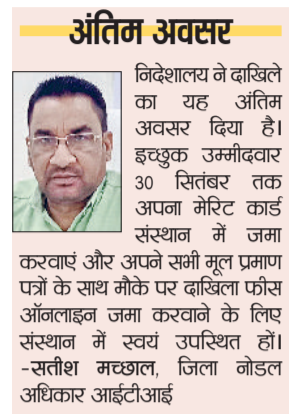 अंतिम अवसर
निदेशालय ने दाखिले
का यह अंतिम
अवसर दिया है।
इच्छुक उम्मीदवार
30 सितंबर तक
अपना मेरिट कार्ड
संस्थान में जमा
करवाएं और अपने सभी मूल प्रमाण
पत्रों के साथ मौके पर दाखिला फीस
ऑनलाइन जमा करवाने के लिए
संस्थान में स्वयं उपस्थित हों।
-सतीश मच्छाल, जिला नोडल
अधिकार आईटीआई